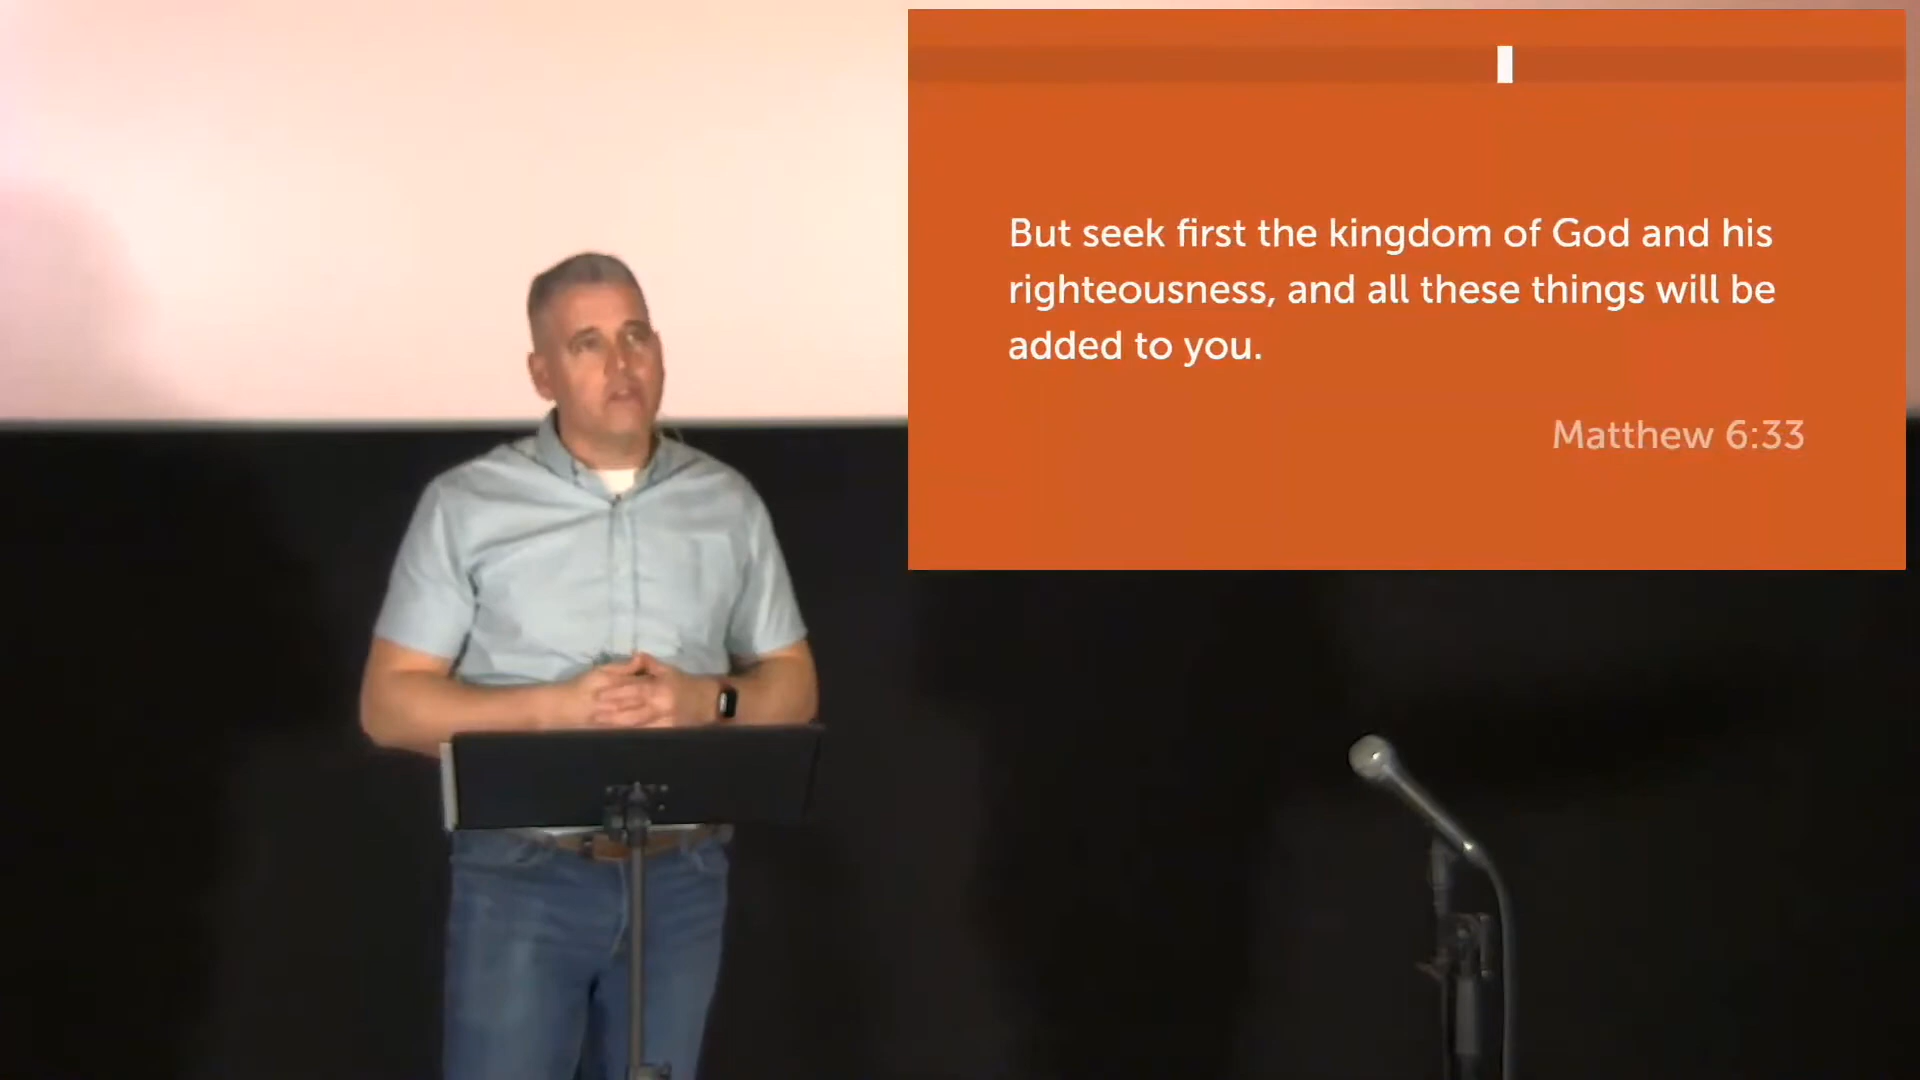 But seek first the kingdom of God and his
righteousness, and all these things will be
added to you.
Matthew 6:33